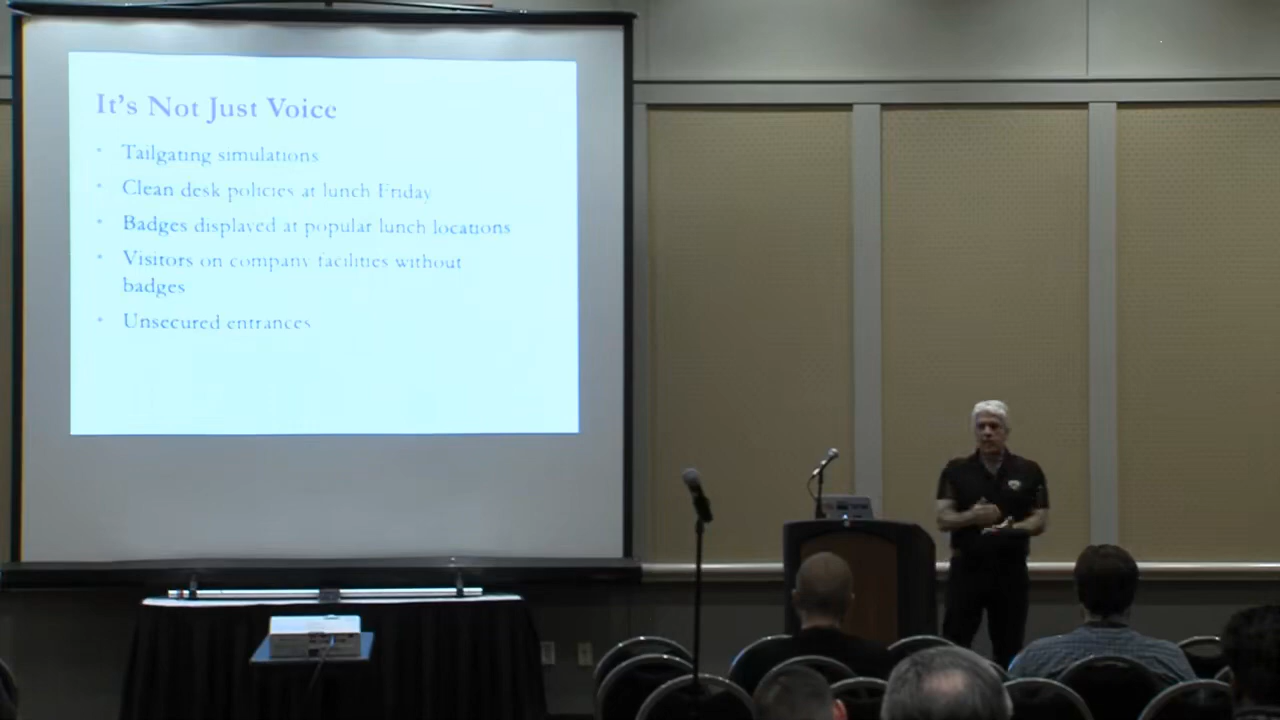 It's Not Just Voice
Tailgating simulations
Clean desk policies at lunch Friday
Badges displayed at popular lunch locations
Visitors on company facilities without
badges
Unsecured entrances